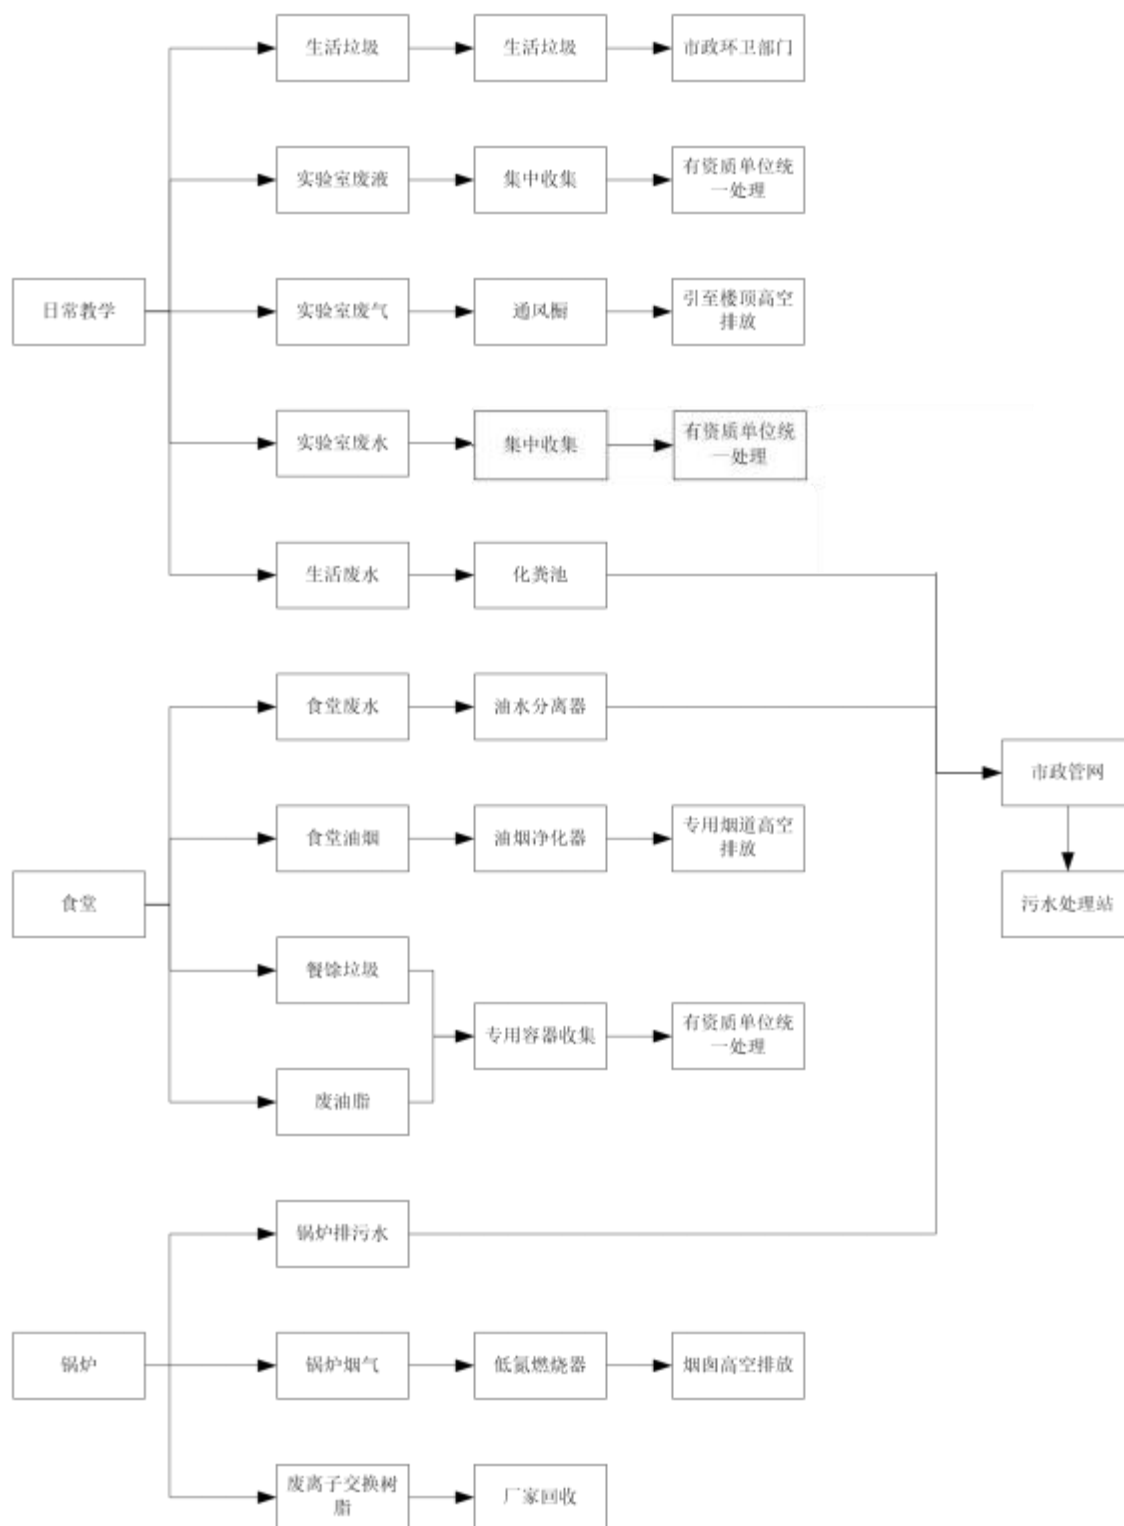 生活垃圾
生活垃圾
市政环卫部门
实验室废液
集中收集
有资质单位统
一处理
日常教学
实验室废气
通风橱
引至楼顶高空
排放
实验室废水
集中收集
有资质单位统
一处理
生活废水
化粪池
食堂废水
油水分离器
市政管网
食堂油烟
油烟净化器
专用烟道高空
排放
食堂
污水处理站
餐馀垃圾
专用容器收集
有资质单位统
一处理
废油脂
锅炉排污水
锅炉
锅炉烟气
低氮燃烧器
烟囱高空排放
废离子交换树
脂
厂家回收